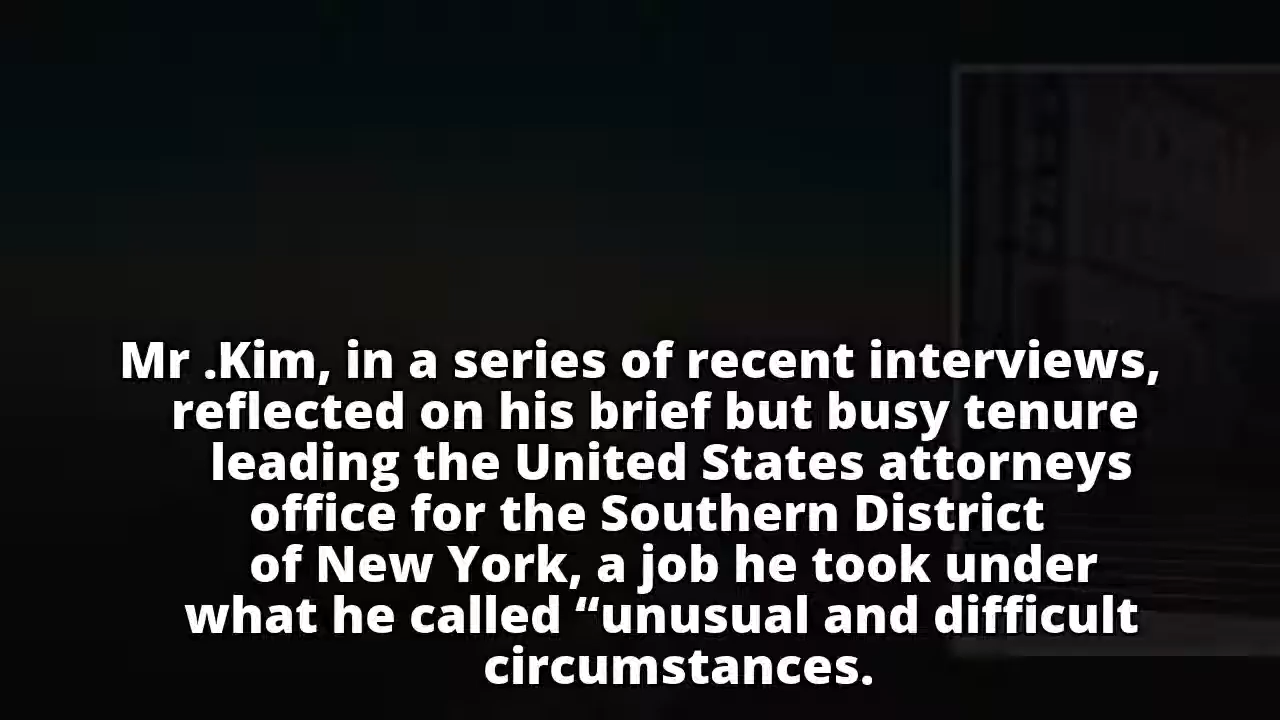 Mr .Kim, in a series of recent interviews,
reflected on his brief but busy tenure
leading the United States attorneys
office for the Southern District
of New York, a job he took under
what he called “unusual and difficult
circumstances.